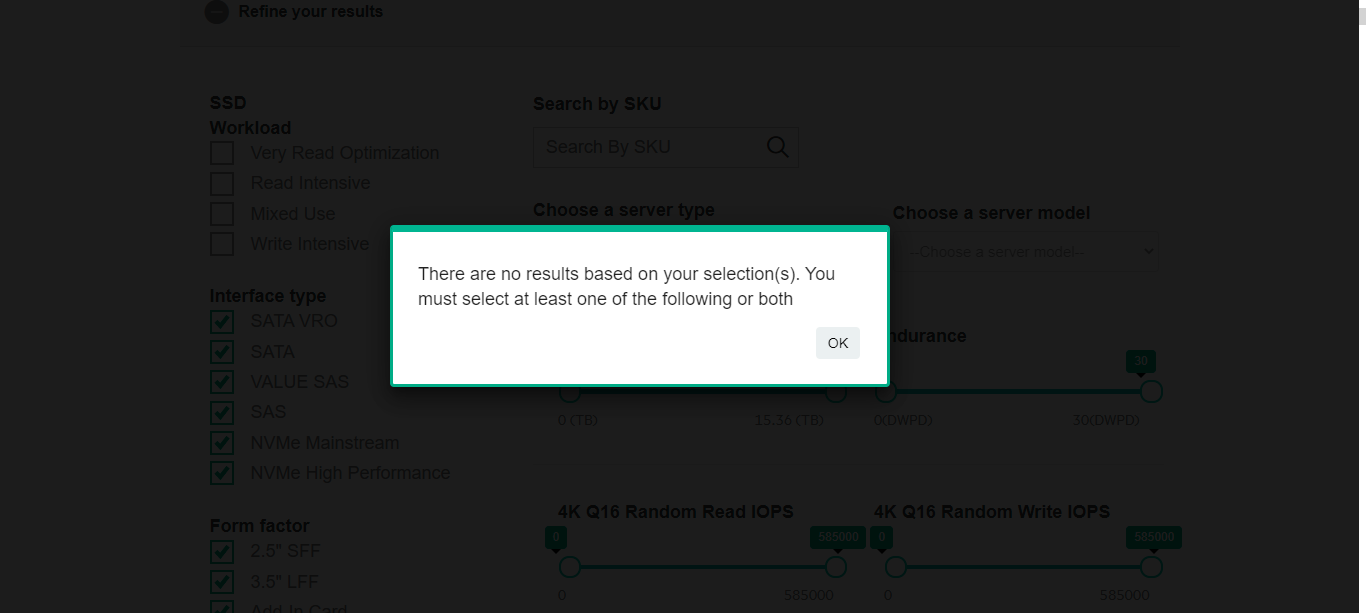 Refine your results
SSD
Workload
Very Read Optimization
Read Intensive
Mixed Use
Write Intensive
Interface type
SATA VRO
SATA
VALUE SAS
SAS
NVMe Mainstream
NVMe High Performance
Form factor
2.5" SFF
3.5" LFF
Add In Card
Search by SKU
Search By SKU
Choose a server type
Choose a server model
--Choose a server model--
There are no results based on your selection(s). You
must select at least one of the following or both
OK
ndurance
30
0 (TB)
15.36 (TB)
0(DWPD)
30(DWPD)
4K Q16 Random Read IOPS
0
585000
0
585000
4K Q16 Random Write IOPS
0
585000
0
585000